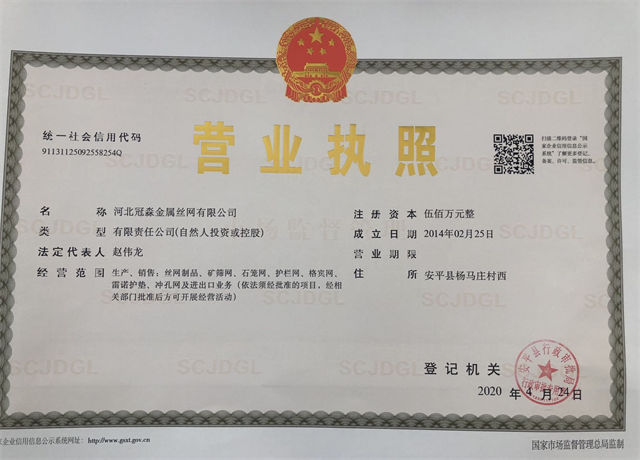 统一社会信用代码
91131125092558254Q
营业执照
扫描二维码登录“国
家企业信用信息公示
系统”了解更多登记、
备案、许可、监管信息。
名 称 河北冠淼金属丝网有限公司
类 型 有限责任公司(自然人投资或控股)
法定代表人 赵伟龙
经营范围 生产、销售：丝网制品、矿筛网、石笼网、护栏网、格宾网、
雷诺护垫、冲孔网及进出口业务（依法须经批准的项目，经相
关部门批准后方可开展经营活动）
注册资本 伍佰万元整
成立日期 2014年02月25日
营业期限
住 所 安平县杨马庄村西
登记机关
安平县行政审批局
2020 年 4 月 24 日
家企业信用信息公示系统网址： http://www.gsxt.gov.cn
国家市场监督管理总局监制
SCJDGL